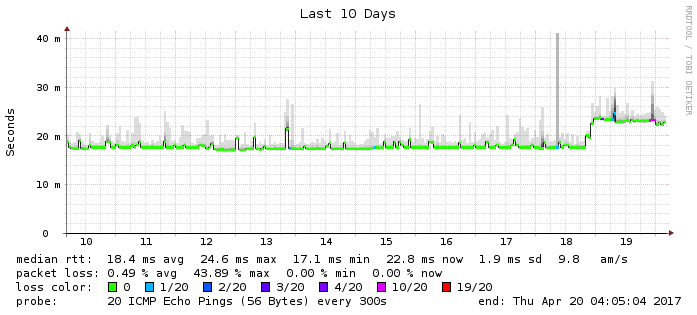 Last 10 Days
RRDTOOL / TOBI OETIKER
Seconds
40 m
30 m
20 m
10 m
0
10 11 12 13 14 15 16 17 18 19
median rtt: 18.4 ms avg 24.6 ms max 17.1 ms min 22.8 ms now 1.9 ms sd 9.8 am/s
packet loss: 0.49 % avg 43.89 % max 0.00 % min 0.00 % now
loss color: 0 1/20 2/20 3/20 4/20 10/20 19/20
probe: 20 ICMP Echo Pings (56 Bytes) every 300s end: Thu Apr 20 04:05:04 2017